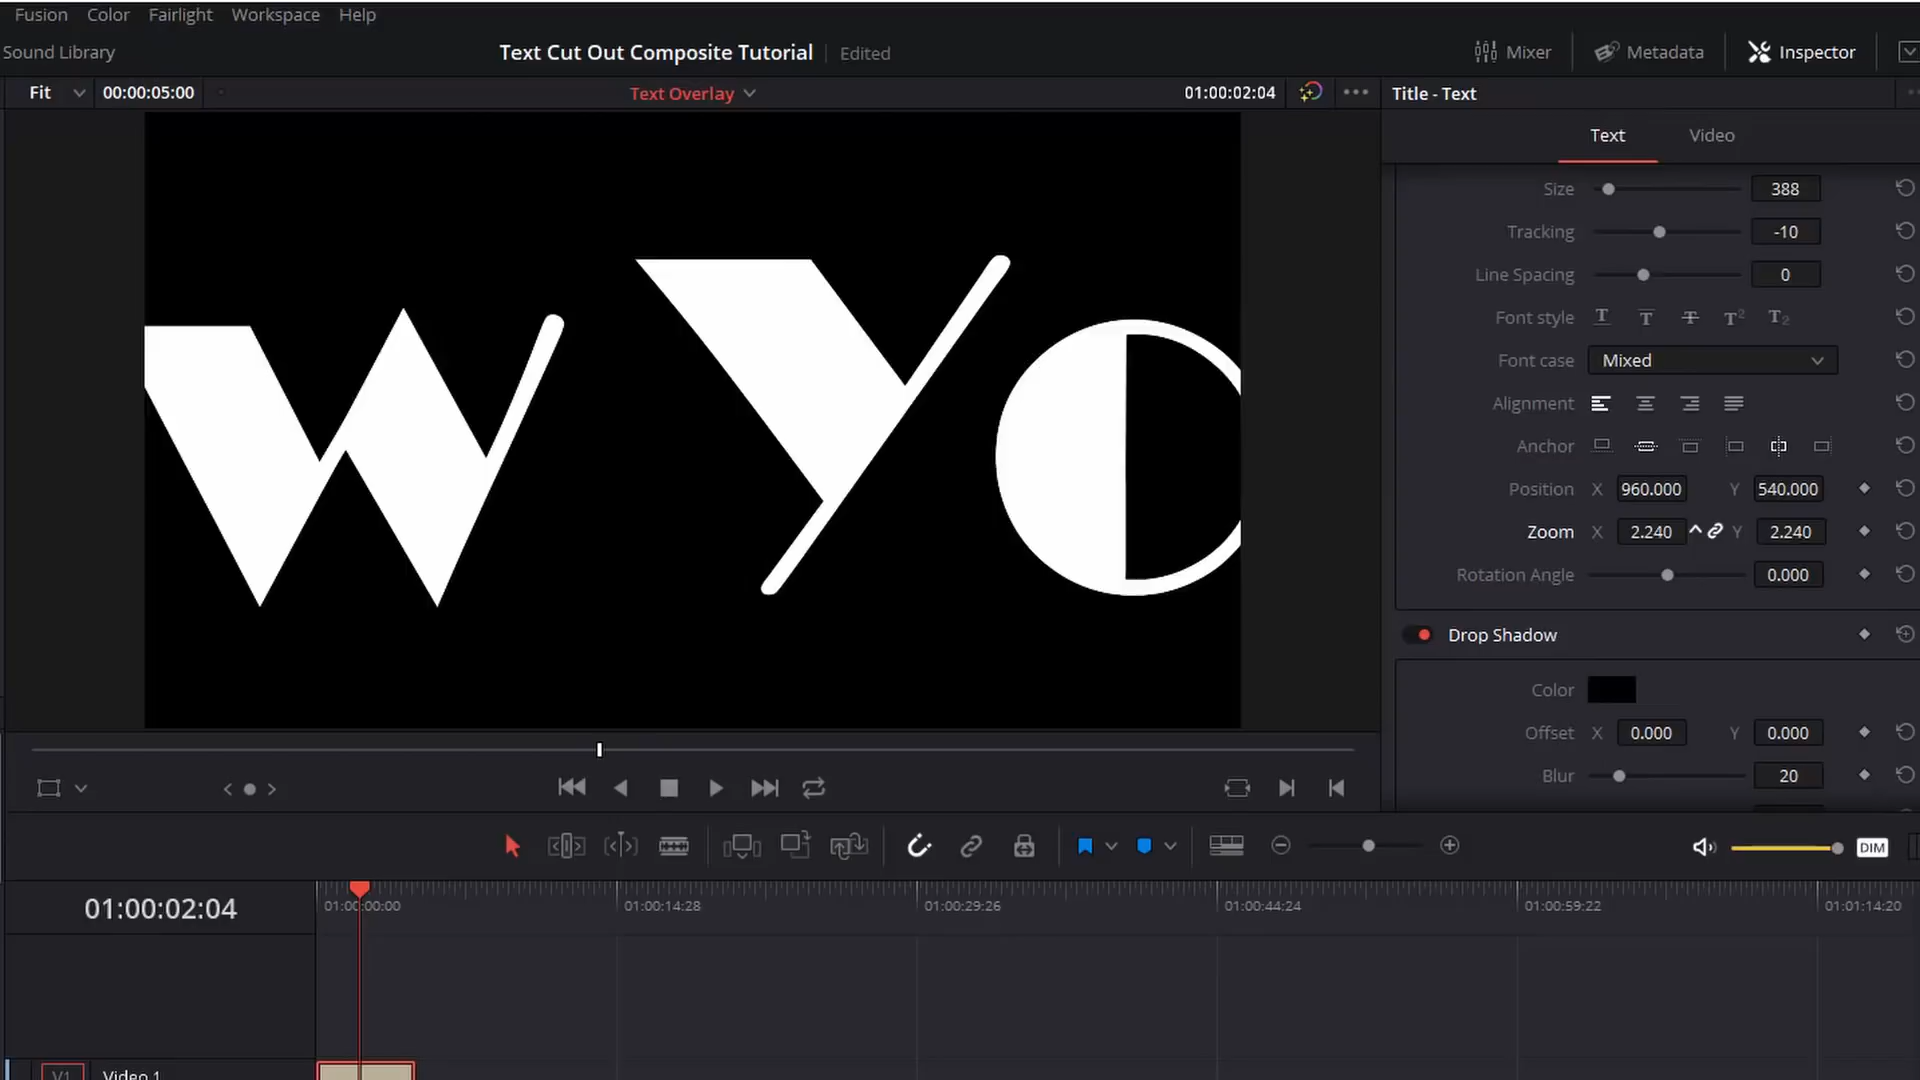 Fusion Color Fairlight Workspace Help
Sound Library Text Cut Out Composite Tutorial Edited Mixer Metadata Inspector
Fit 00:00:05:00 Text Overlay 01:00:02:04 Title - Text
Text Video
Size 388
Tracking -10
Line Spacing 0
Font style T T T T² T₂
Font case Mixed
Alignment
Anchor
Position X 960.000 Y 540.000
Zoom X 2.240 Y 2.240
Rotation Angle 0.000
w Yo
Drop Shadow
Color
Offset X 0.000 Y 0.000
Blur 20
DIM
01:00:02:04 01:00:00:00 01:00:14:28 01:00:29:26 01:00:44:24 01:00:59:22 01:01:14:20
V1 Video 1